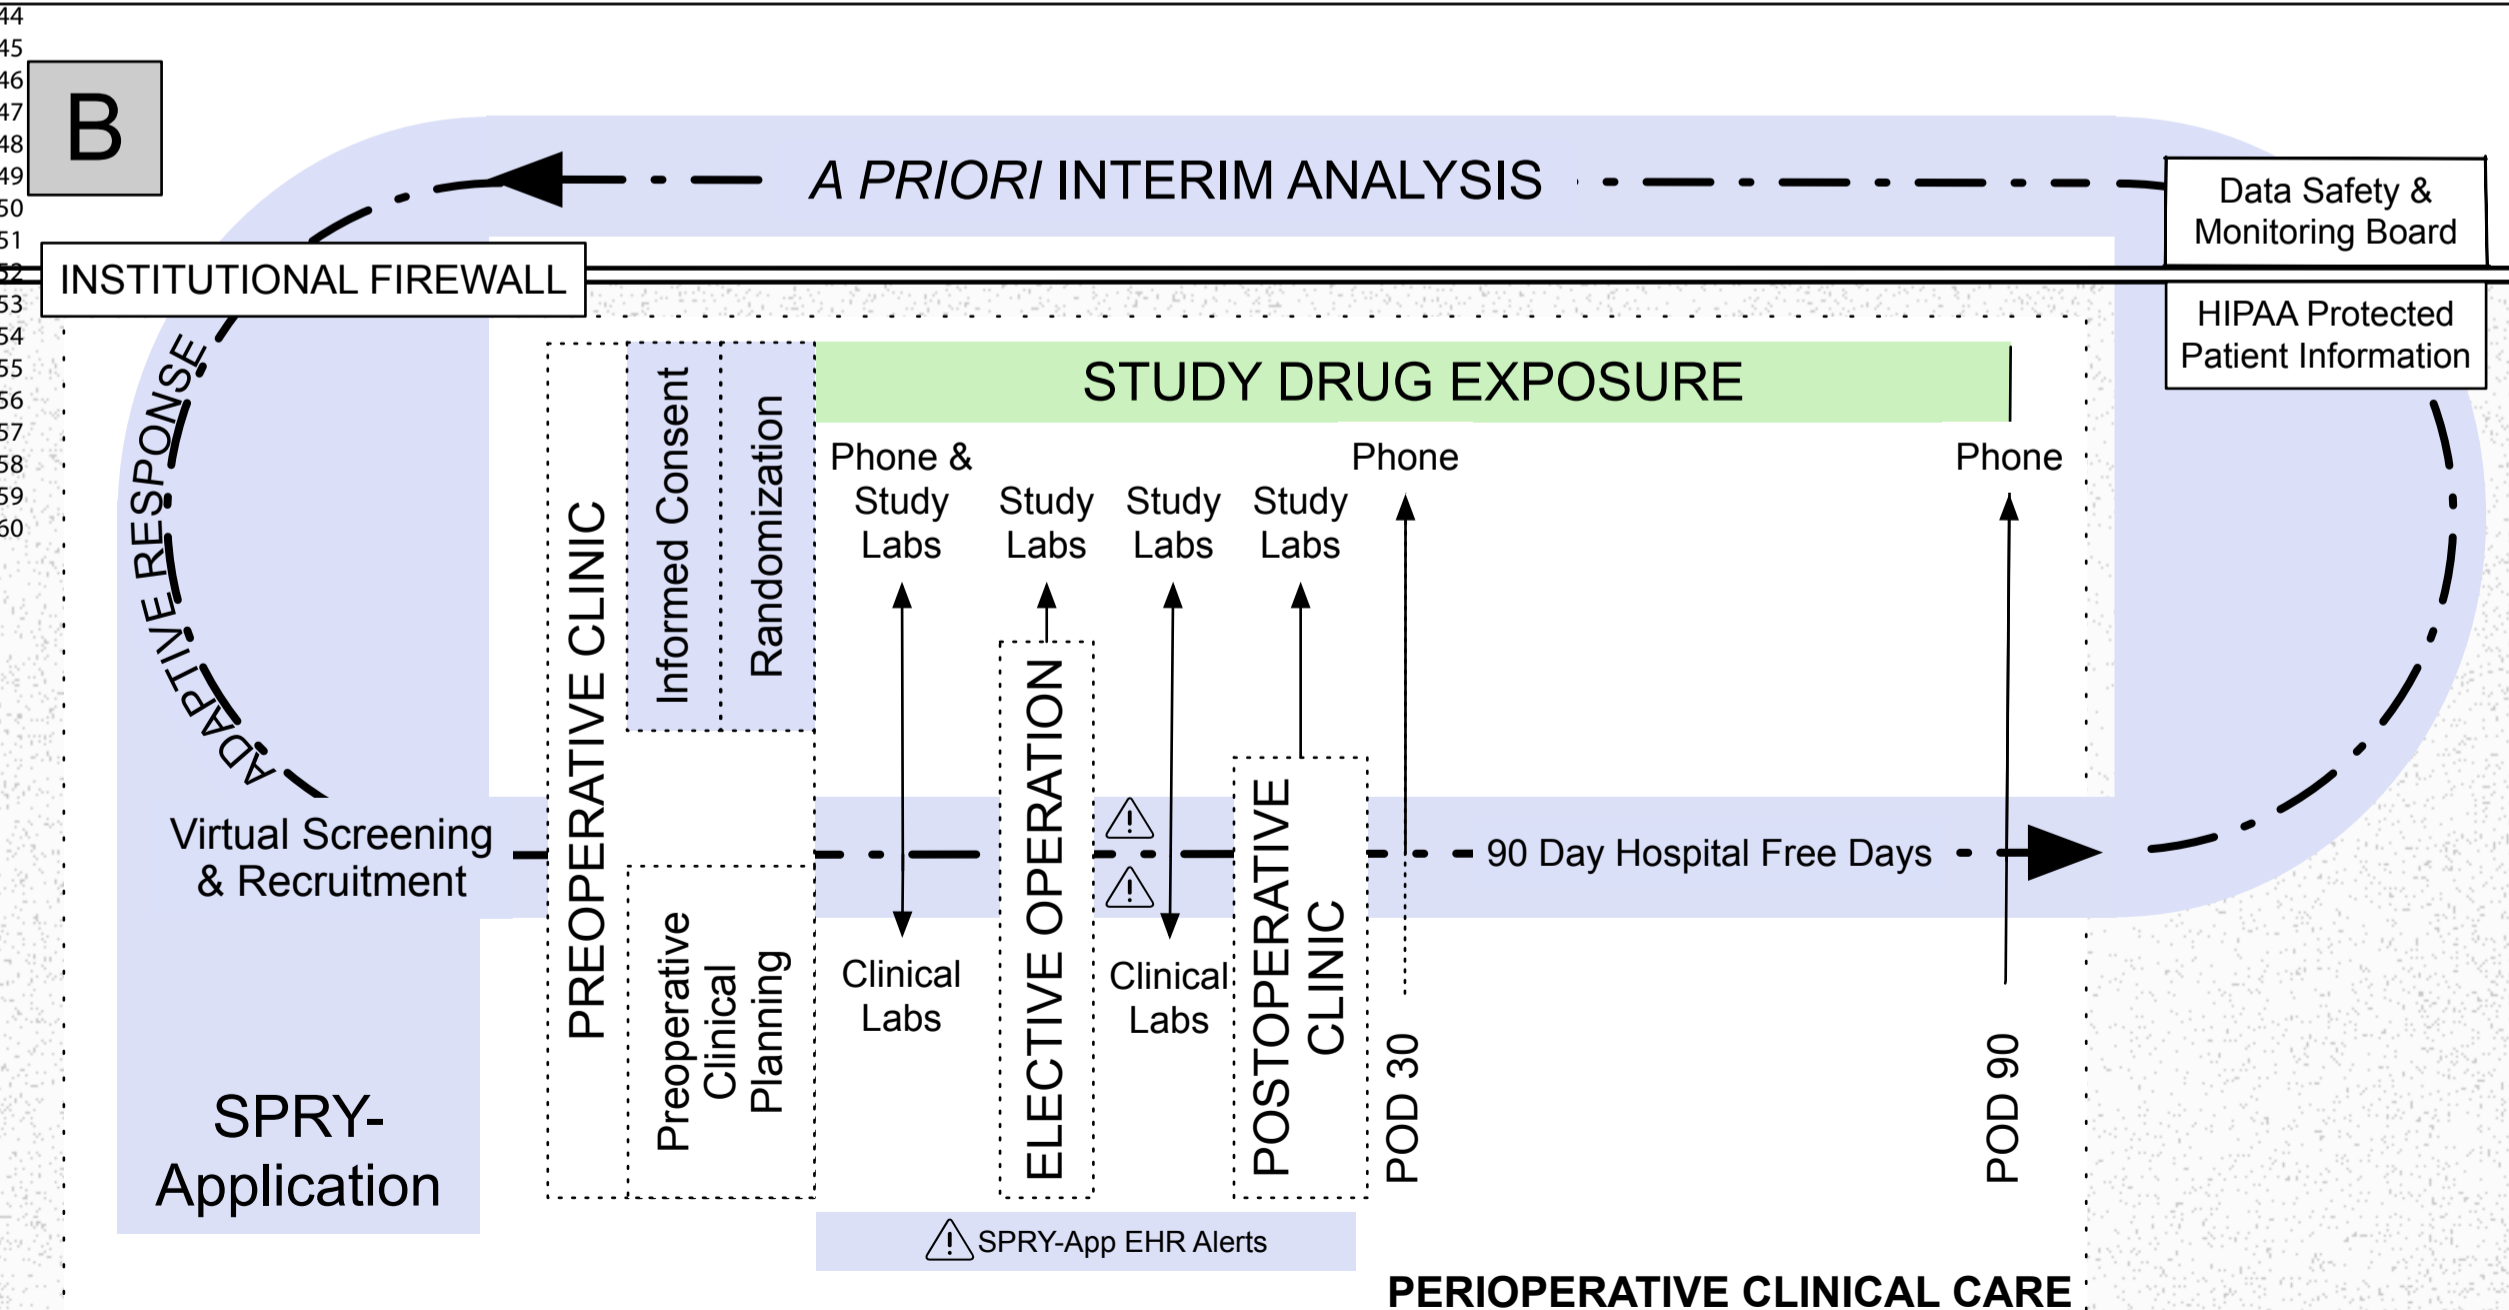 44
45
46
47
48
49
50
51
52
53
54
55
56
57
58
59
60
B
A PRIORI INTERIM ANALYSIS
Data Safety &
Monitoring Board
INSTITUTIONAL FIREWALL
HIPAA Protected
Patient Information
ADAPTIVE RESPONSE
STUDY DRUG EXPOSURE
PREOPERATIVE CLINIC
Informed Consent
Randomization
Phone &
Study
Labs
Study
Labs
Study
Labs
Study
Labs
Phone
Phone
Virtual Screening
& Recruitment
ELECTIVE OPERATION
POSTOPERATIVE
CLINIC
90 Day Hospital Free Days
Preoperative
Clinical
Planning
Clinical
Labs
Clinical
Labs
POD 30
POD 90
SPRY-
Application
SPRY-App EHR Alerts
PERIOPERATIVE CLINICAL CARE